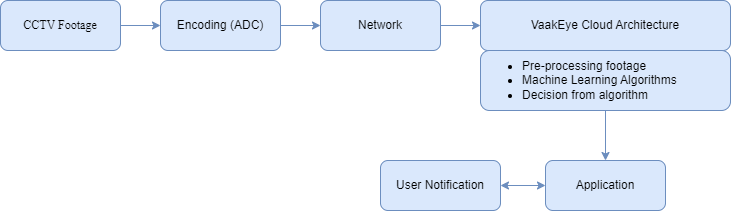 CCTV Footage
Encoding (ADC)
Network
VaakEye Cloud Architecture
• Pre-processing footage
• Machine Learning Algorithms
• Decision from algorithm
User Notification
Application